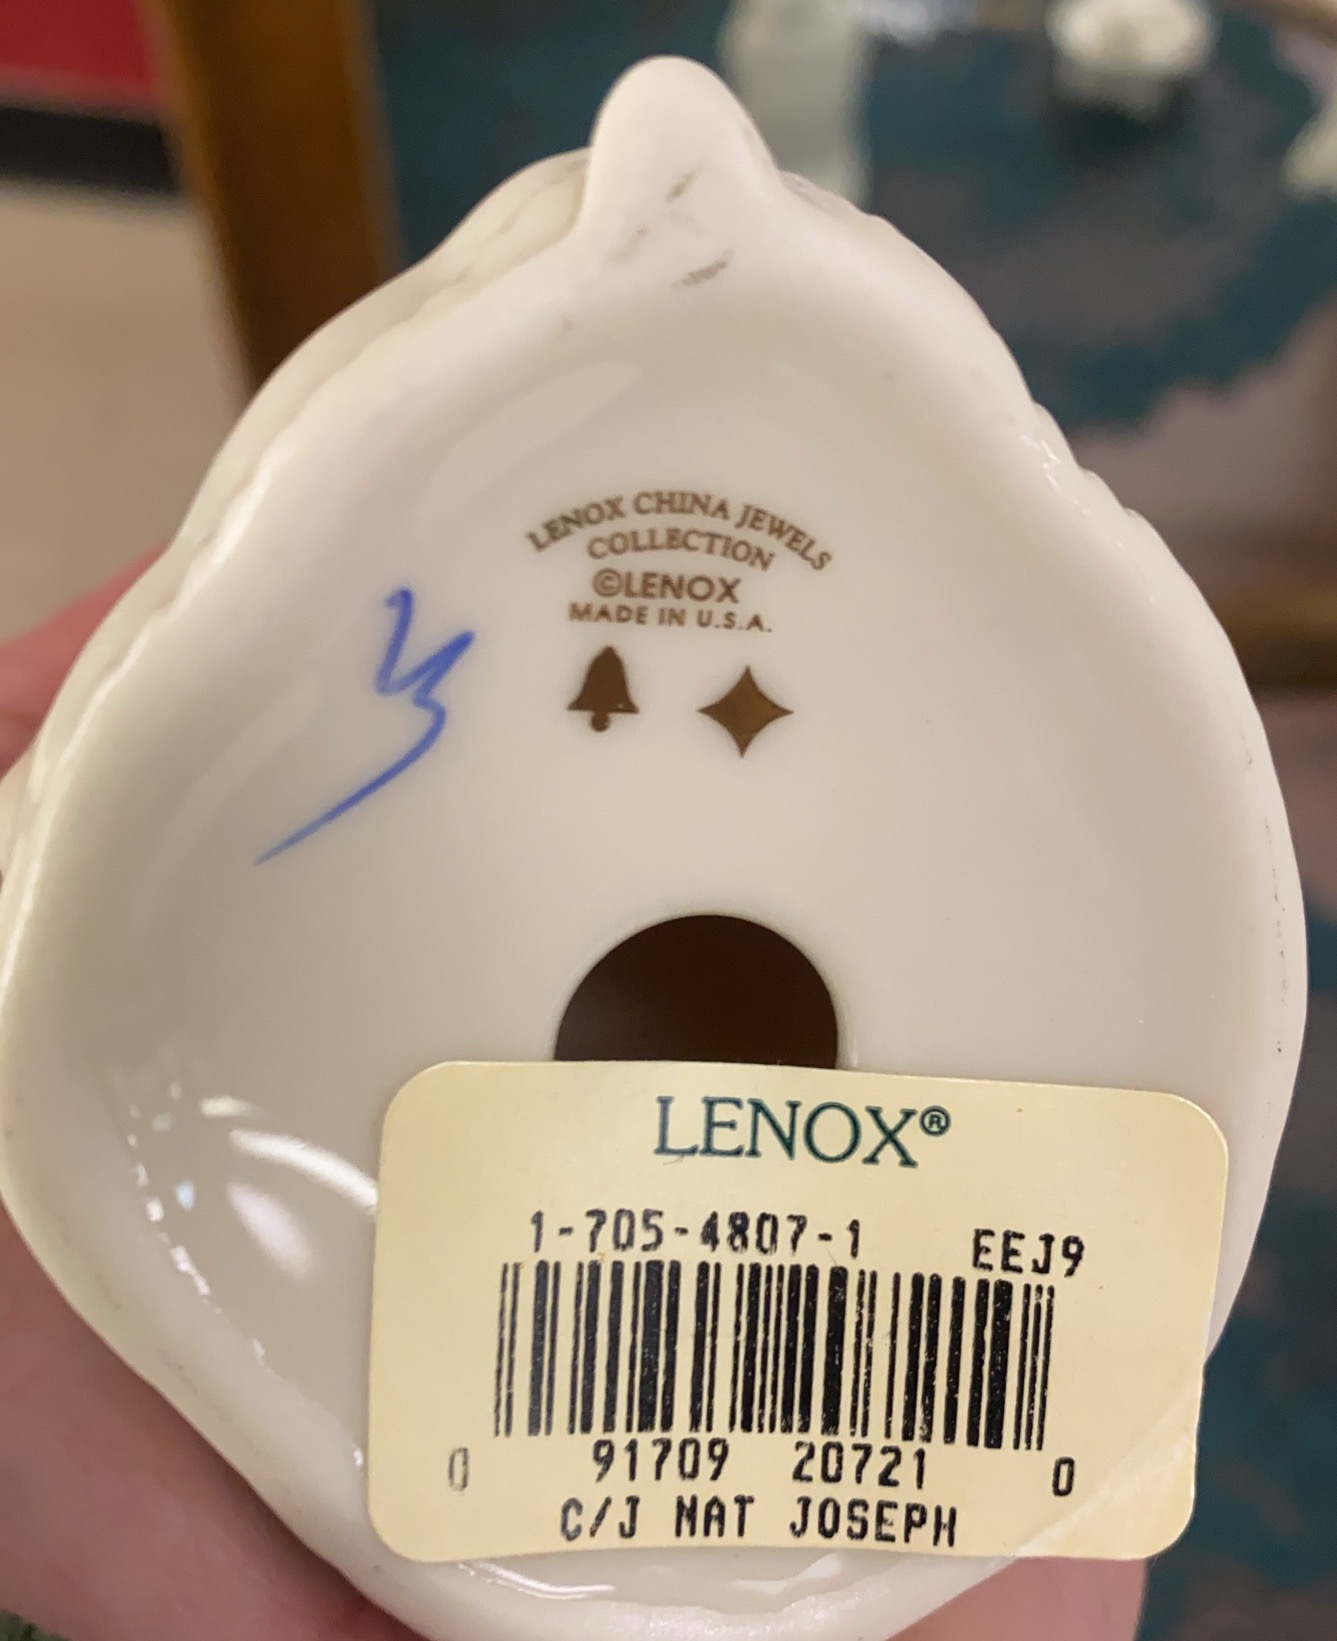 LENOX CHINA JEWELS
COLLECTION
©LENOX
MADE IN U.S.A.
LENOX®
1-705-4807-1 EEJ9
0 91709 20721 0
C/J NAT JOSEPH